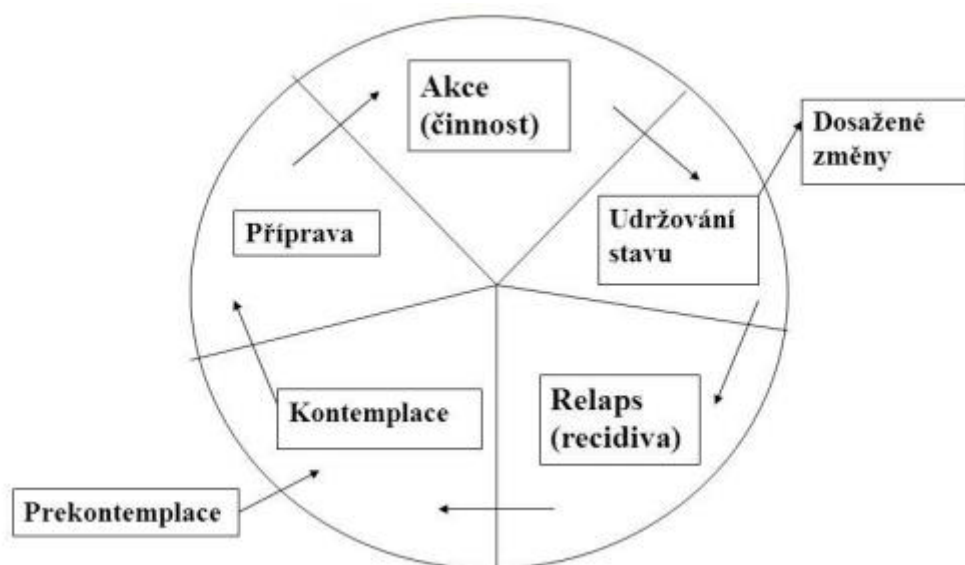 Akce
(činnost)
Dosažené
změny
Příprava
Udržování
stavu
Kontemplace
Relaps
(recidiva)
Prekontemplace